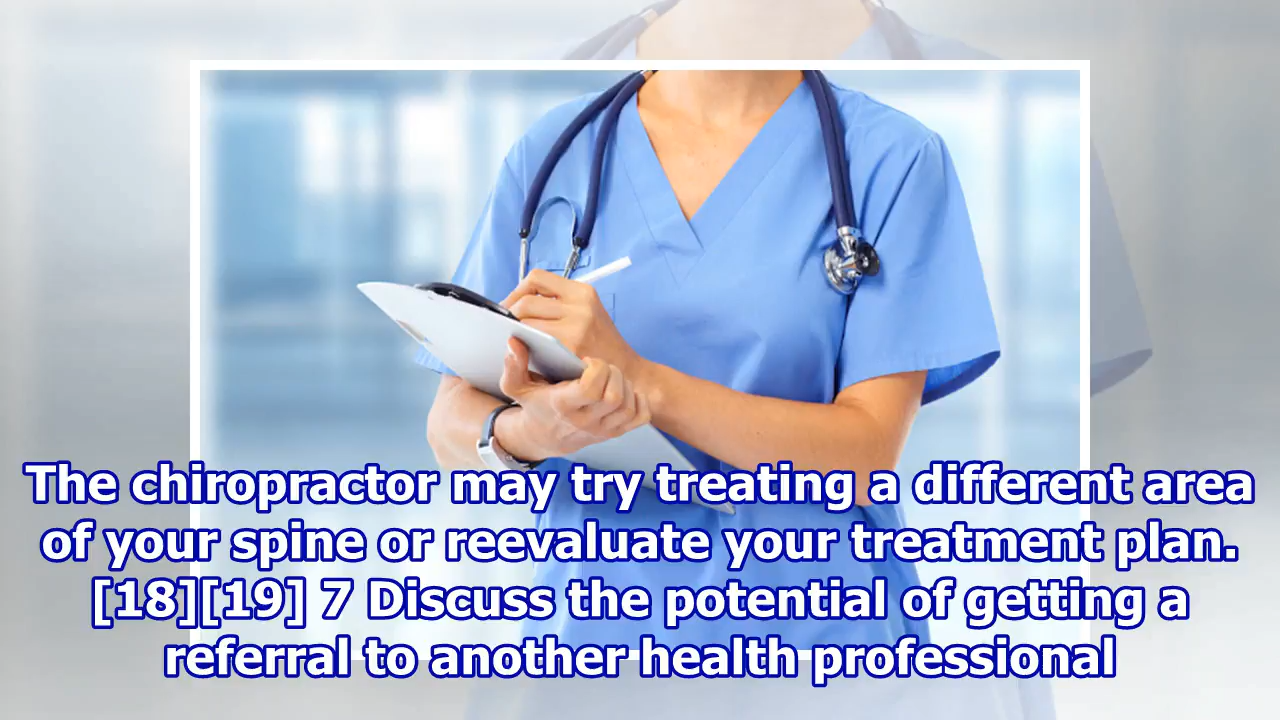 The chiropractor may try treating a different area
of your spine or reevaluate your treatment plan.
[18][19] 7 Discuss the potential of getting a
referral to another health professional